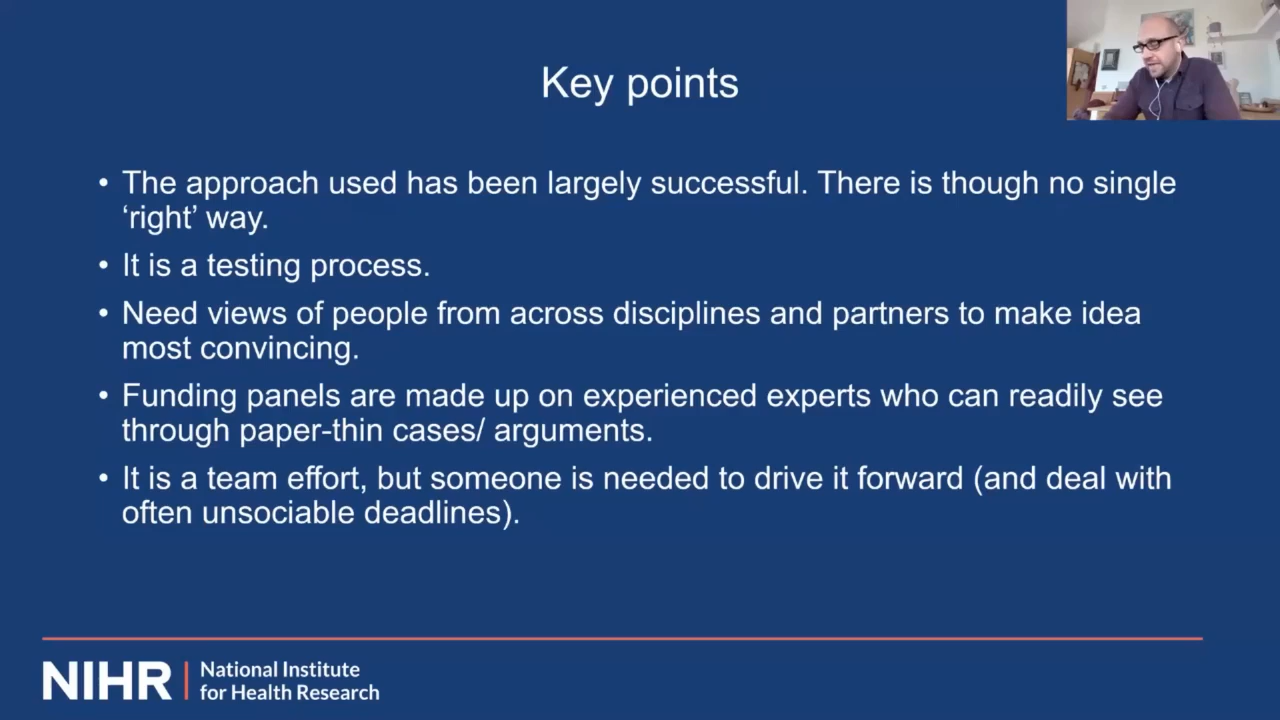 Key points
• The approach used has been largely successful. There is though no single
‘right’ way.
• It is a testing process.
• Need views of people from across disciplines and partners to make idea
most convincing.
• Funding panels are made up on experienced experts who can readily see
through paper-thin cases/ arguments.
• It is a team effort, but someone is needed to drive it forward (and deal with
often unsociable deadlines).
NIHR | National Institute
for Health Research